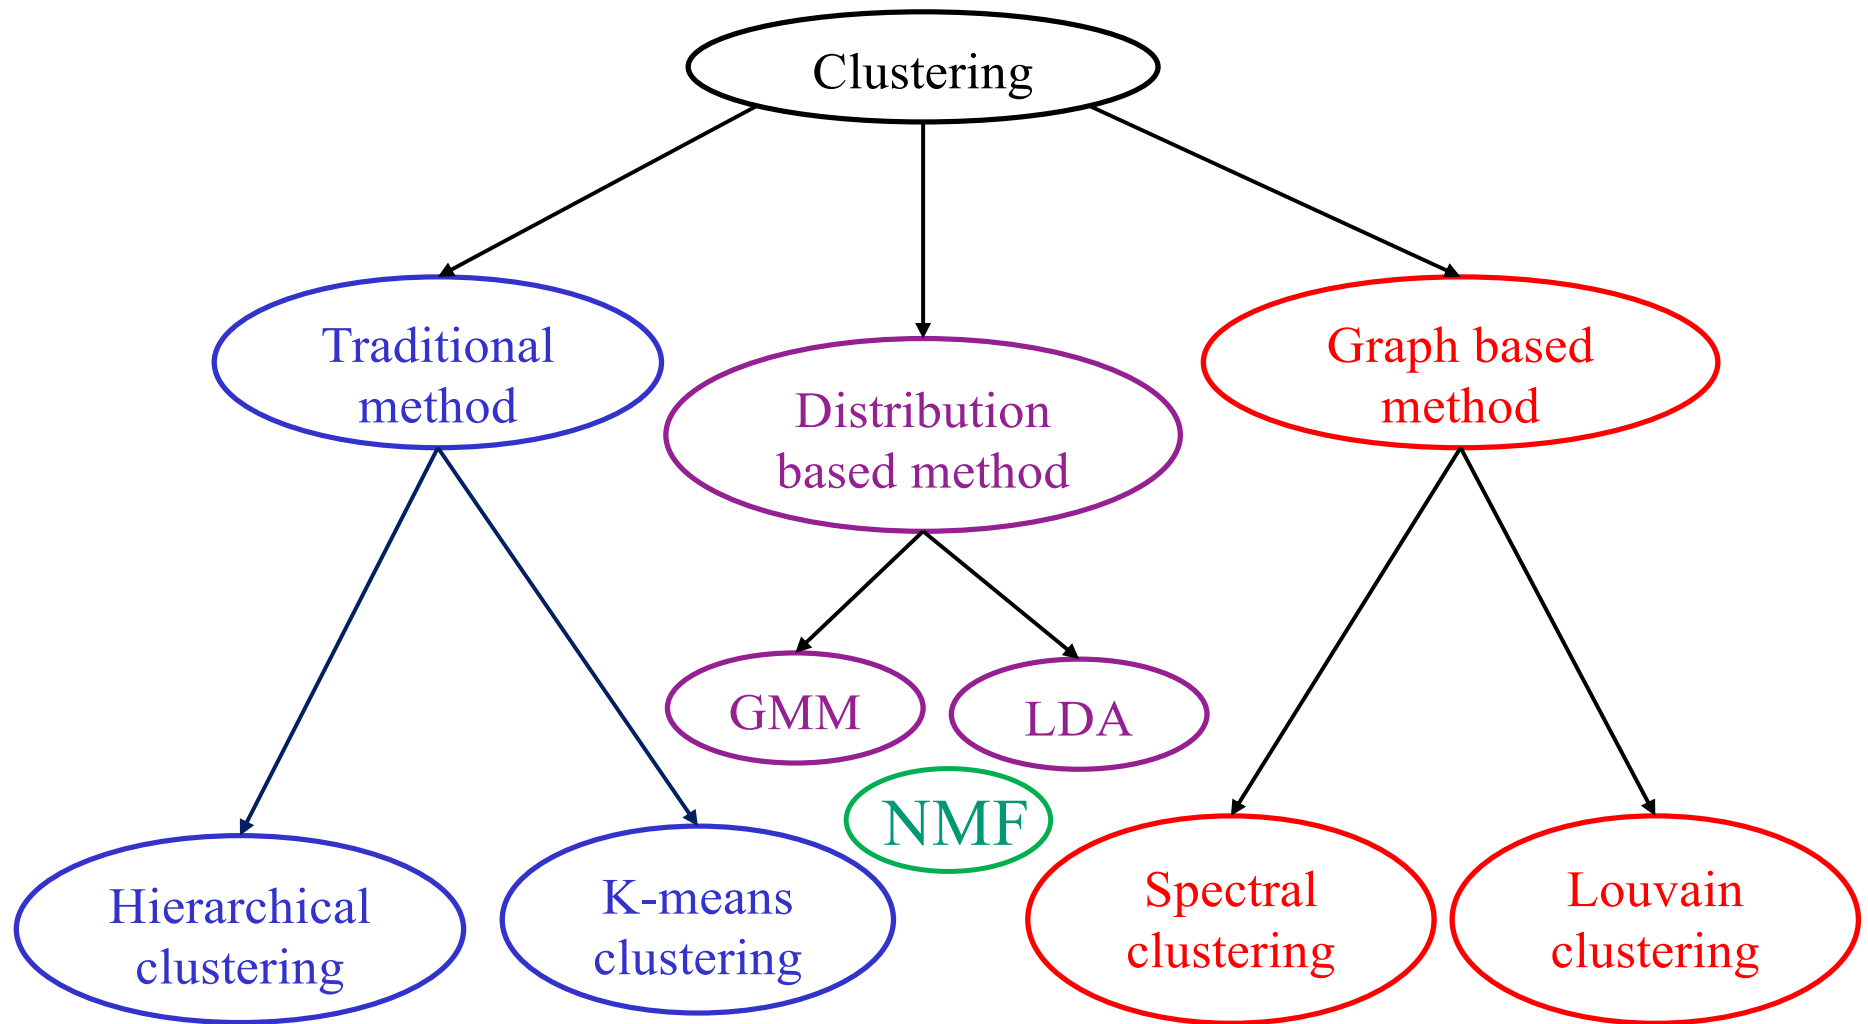 Clustering
Traditional
method
Distribution
based method
Graph based
method
GMM
LDA
NMF
Hierarchical
clustering
K-means
clustering
Spectral
clustering
Louvain
clustering